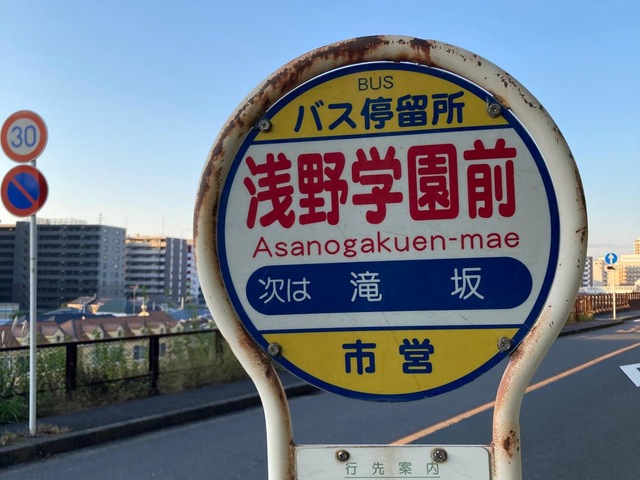 BUS
バス停留所
浅野学園前
Asanogakuen-mae
次は 滝坂
市営
行先案内
30